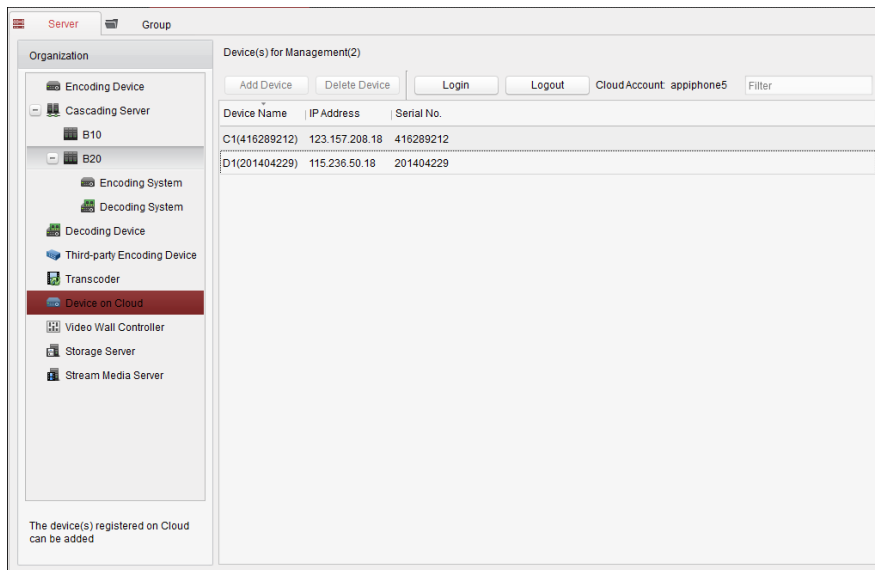 Server
Group
Organization
Encoding Device
Cascading Server
B10
B20
Encoding System
Decoding System
Decoding Device
Third-party Encoding Device
Transcoder
Device on Cloud
Video Wall Controller
Storage Server
Stream Media Server
The device(s) registered on Cloud
can be added
Device(s) for Management(2)
Add Device Delete Device Login Logout Cloud Account: appiphone5 Filter
Device Name IP Address Serial No.
C1(416289212) 123.157.208.18 416289212
D1(201404229) 115.236.50.18 201404229